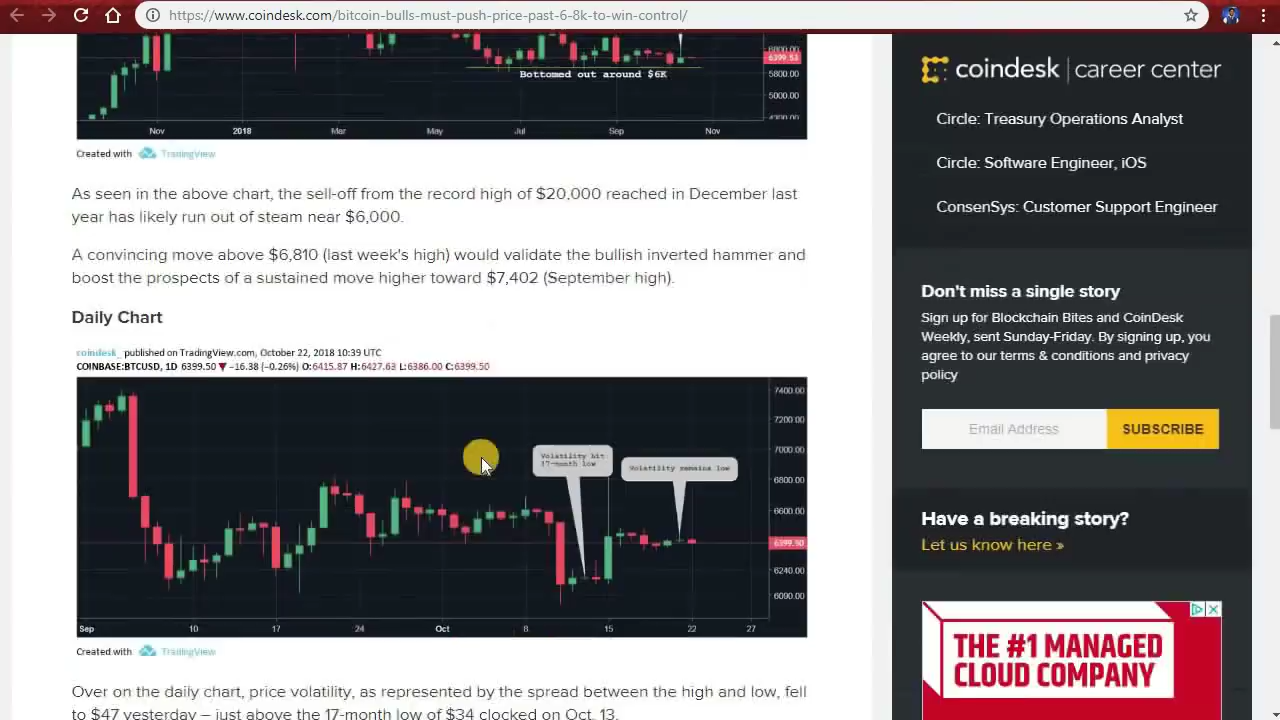 https://www.coindesk.com/bitcoin-bulls-must-push-price-past-6-8k-to-win-control/
6800.00
6399.53
5800.00
5000.00
Bottomed out around $6K
Nov 2018 Mar May Jul Sep Nov
Created with TradingView
As seen in the above chart, the sell-off from the record high of $20,000 reached in December last
year has likely run out of steam near $6,000.
A convincing move above $6,810 (last week's high) would validate the bullish inverted hammer and
boost the prospects of a sustained move higher toward $7,402 (September high).
Daily Chart
coindesk_ published on TradingView.com, October 22, 2018 10:39 UTC
COINBASE:BTCUSD, 1D 6399.50 ▼ −16.38 (−0.26%) O:6415.87 H:6427.63 L:6386.00 C:6399.50
7400.00
7200.00
7000.00
6800.00
6600.00
6399.50
6240.00
6090.00
Volatility hit
17-month low
Volatility remains low
Sep 10 17 24 Oct 8 15 22 27
Created with TradingView
Over on the daily chart, price volatility, as represented by the spread between the high and low, fell
to $47 yesterday – just above the 17-month low of $34 clocked on Oct. 13.
coindesk | career center
Circle: Treasury Operations Analyst
Circle: Software Engineer, iOS
ConsenSys: Customer Support Engineer
Don't miss a single story
Sign up for Blockchain Bites and CoinDesk
Weekly, sent Sunday-Friday. By signing up, you
agree to our terms & conditions and privacy
policy
Email Address
SUBSCRIBE
Have a breaking story?
Let us know here »
THE #1 MANAGED
CLOUD COMPANY